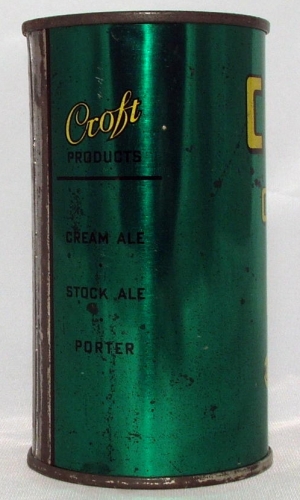 Croft
PRODUCTS
CREAM ALE
STOCK ALE
PORTER
C